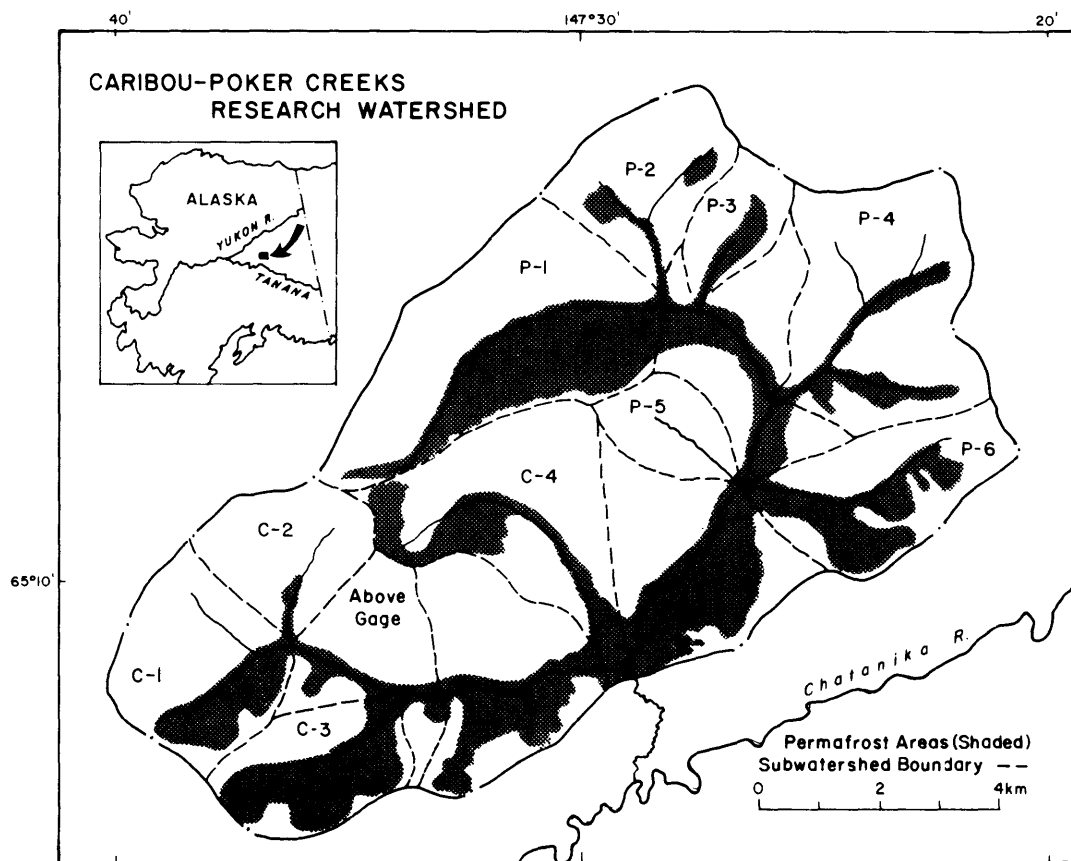 40'
147°30'
20'
CARIBOU-POKER CREEKS
RESEARCH WATERSHED
ALASKA
YUKON R.
TANANA
P-2
P-3
P-4
P-1
P-5
P-6
C-4
C-2
65°10'
Above
Gage
C-1
C-3
Chatanika R.
Permafrost Areas (Shaded)
Subwatershed Boundary --
0 2 4km